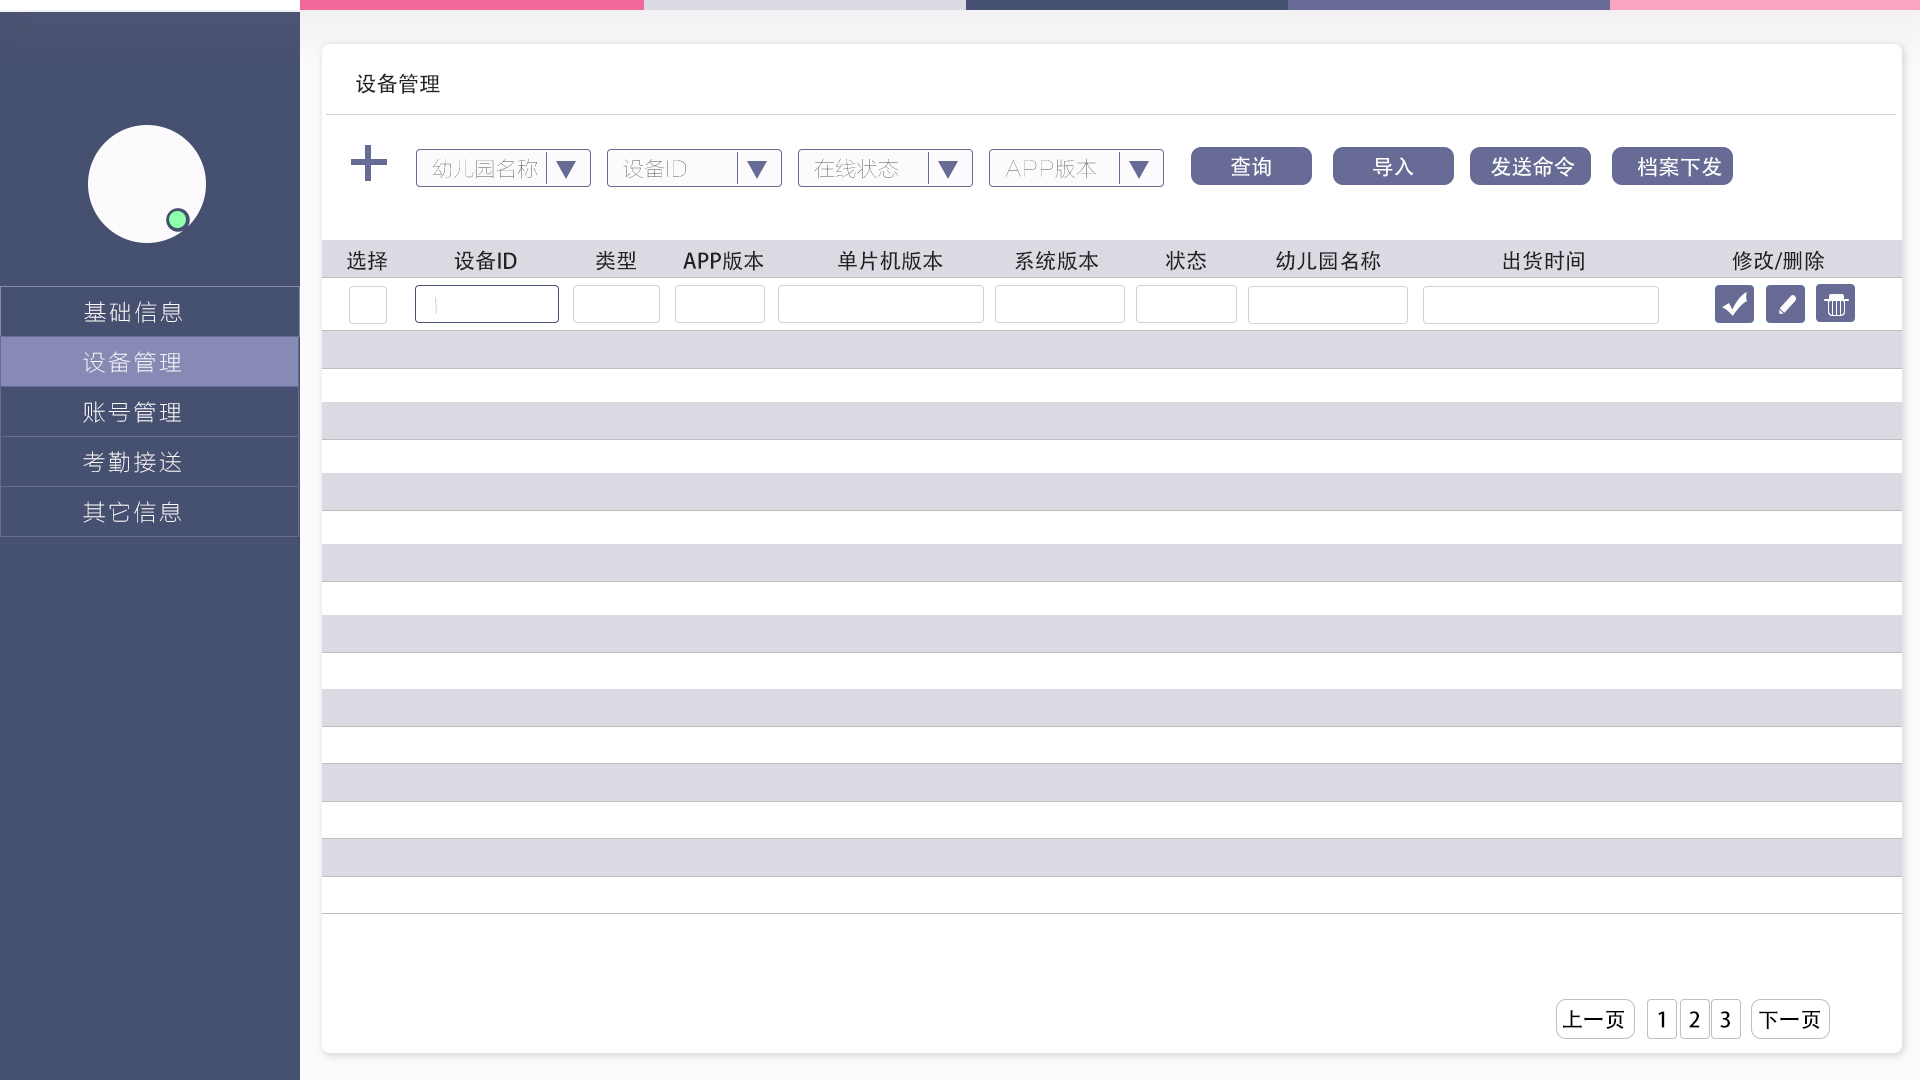 设备管理
幼儿园名称 设备ID 在线状态 APP版本 查询 导入 发送命令 档案下发
选择 设备ID 类型 APP版本 单片机版本 系统版本 状态 幼儿园名称 出货时间 修改/删除
基础信息
设备管理
账号管理
考勤接送
其它信息
上一页 1 2 3 下一页